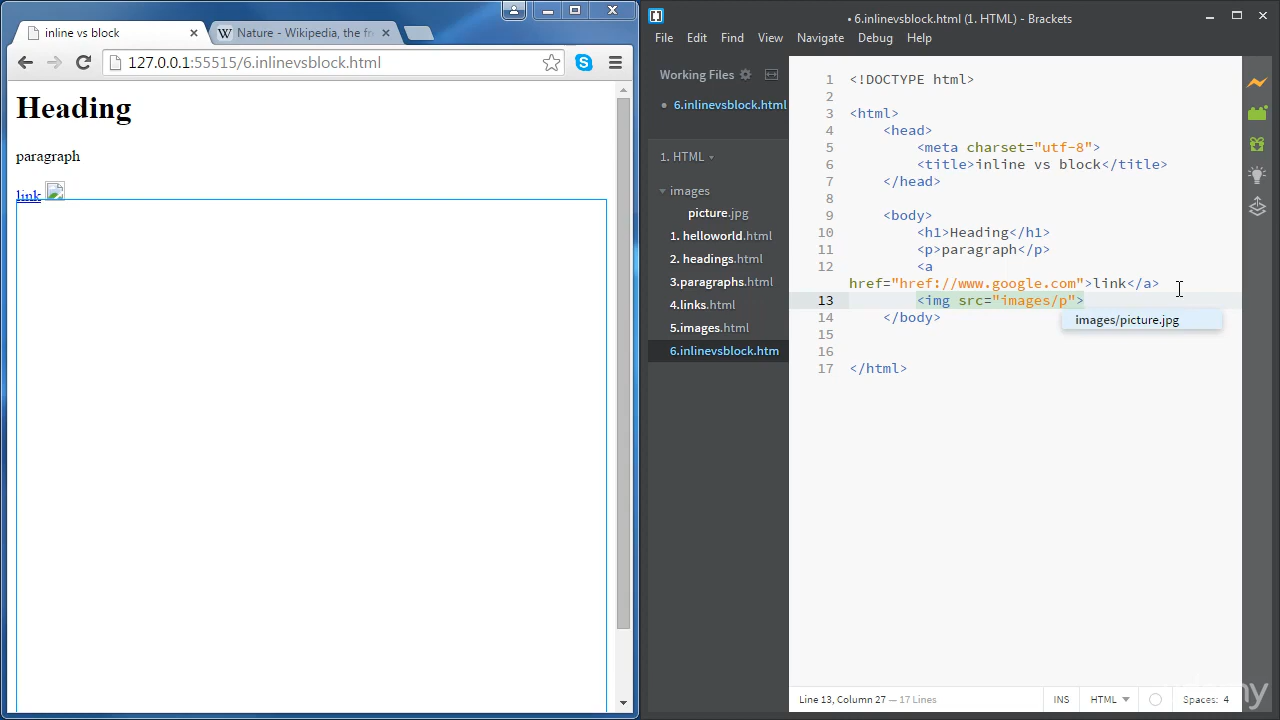 inline vs block
Nature - Wikipedia, the fr
127.0.0.1:55515/6.inlinevsblock.html
Heading
paragraph
link
• 6.inlinevsblock.html (1. HTML) - Brackets
File Edit Find View Navigate Debug Help
Working Files
6.inlinevsblock.html
1. HTML
images
picture.jpg
1. helloworld.html
2. headings.html
3.paragraphs.html
4.links.html
5.images.html
6.inlinevsblock.htm
1 <!DOCTYPE html>
2
3 <html>
4 <head>
5 <meta charset="utf-8">
6 <title>inline vs block</title>
7 </head>
8
9 <body>
10 <h1>Heading</h1>
11 <p>paragraph</p>
12 <a
href="href://www.google.com">link</a>
13 <img src="images/p">
images/picture.jpg
14 </body>
15
16
17 </html>
Line 13, Column 27 — 17 Lines
INS
HTML
Spaces: 4